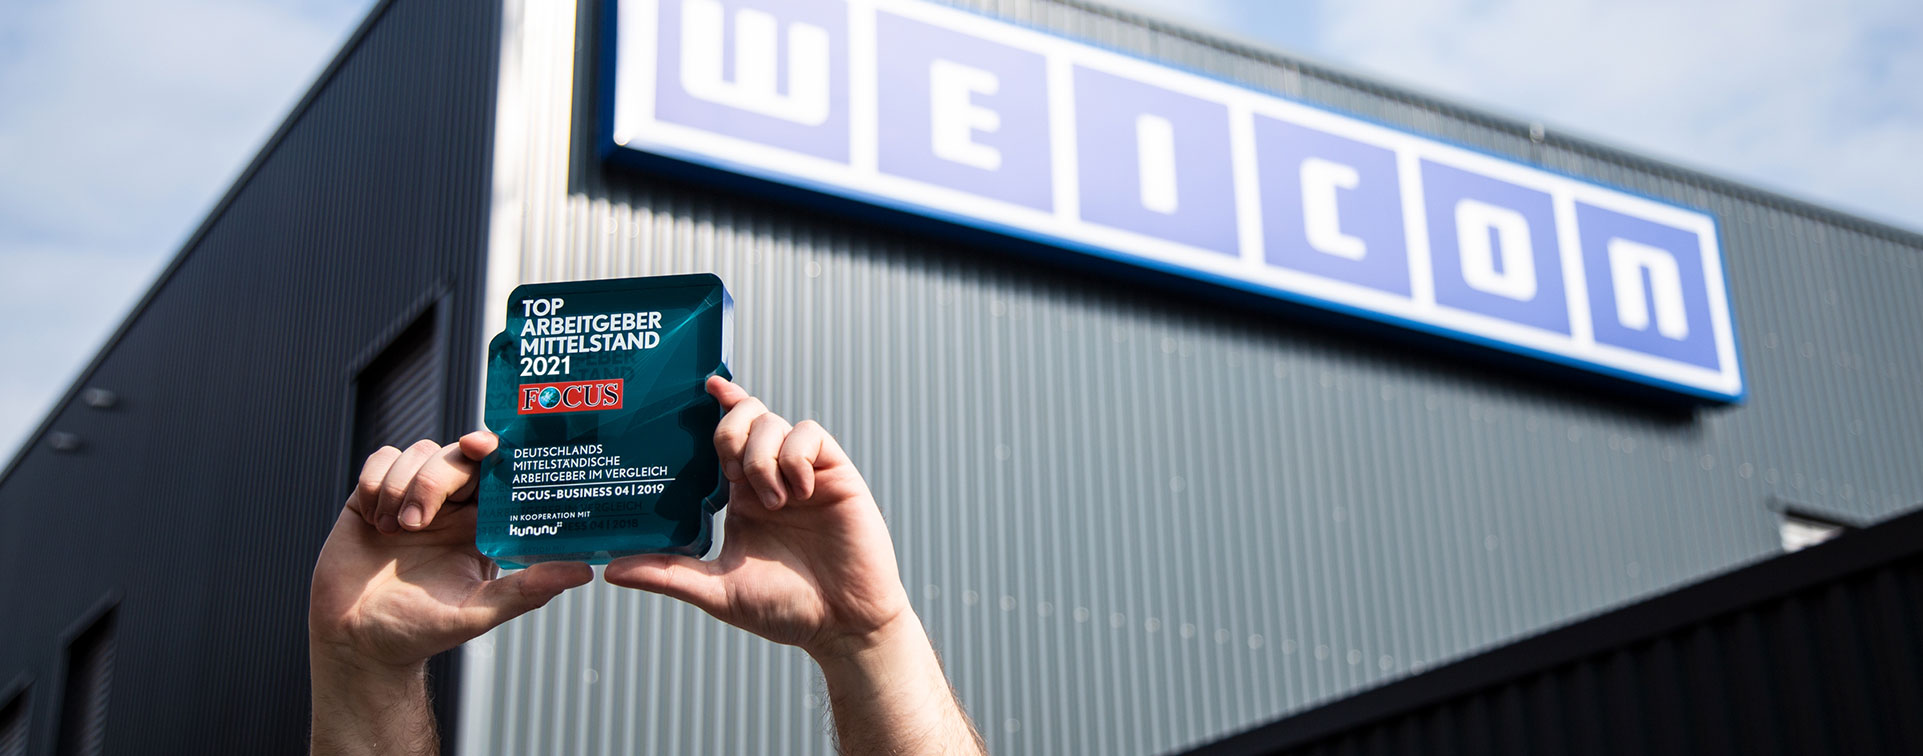 WEICON
TOP
ARBEITGEBER
MITTELSTAND
2021
FOCUS
DEUTSCHLANDS
MITTELSTÄNDISCHE
ARBEITGEBER IM VERGLEICH
FOCUS-BUSINESS 04 | 2019
IN KOOPERATION MIT
kununu